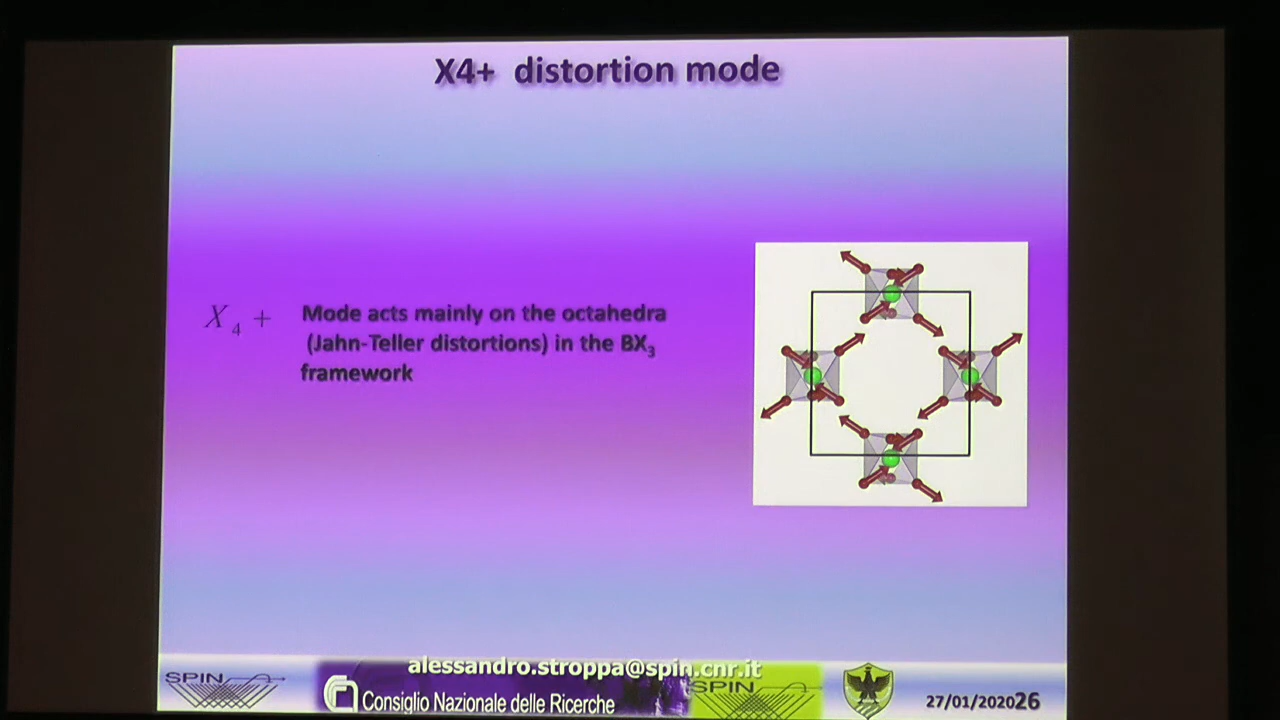 X4+ distortion mode
X₄ + Mode acts mainly on the octahedra
(Jahn-Teller distortions) in the BX₃
framework
alessandro.stroppa@spin.cnr.it
SPIN
Consiglio Nazionale delle Ricerche
SPIN
27/01/2020 26